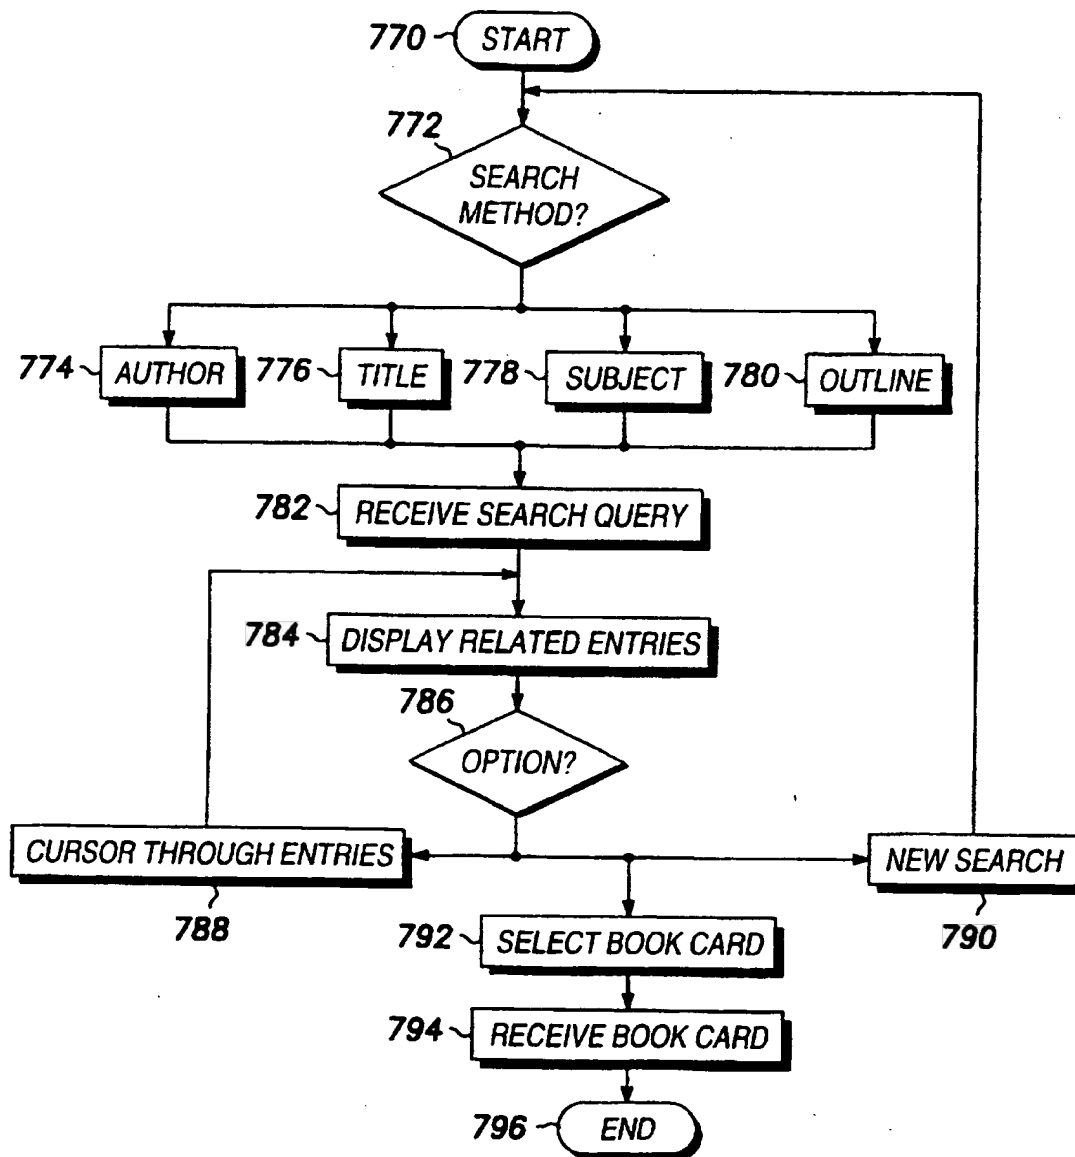 770 START
772
SEARCH
METHOD?
774 AUTHOR 776 TITLE 778 SUBJECT 780 OUTLINE
782 RECEIVE SEARCH QUERY
784 DISPLAY RELATED ENTRIES
786
OPTION?
CURSOR THROUGH ENTRIES NEW SEARCH
788 790
792 SELECT BOOK CARD
794 RECEIVE BOOK CARD
796 END